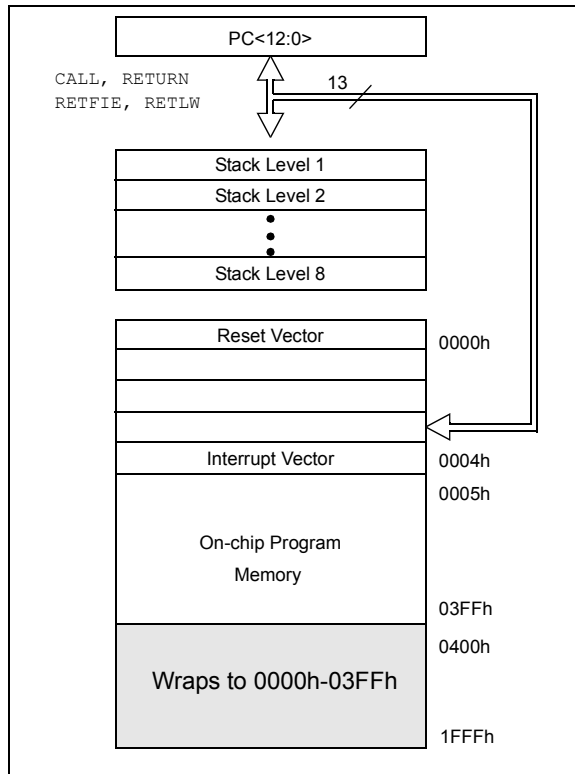 PC<12:0>
CALL, RETURN
RETFIE, RETLW
13
Stack Level 1
Stack Level 2
Stack Level 8
Reset Vector
0000h
Interrupt Vector
0004h
0005h
On-chip Program
Memory
03FFh
0400h
Wraps to 0000h-03FFh
1FFFh